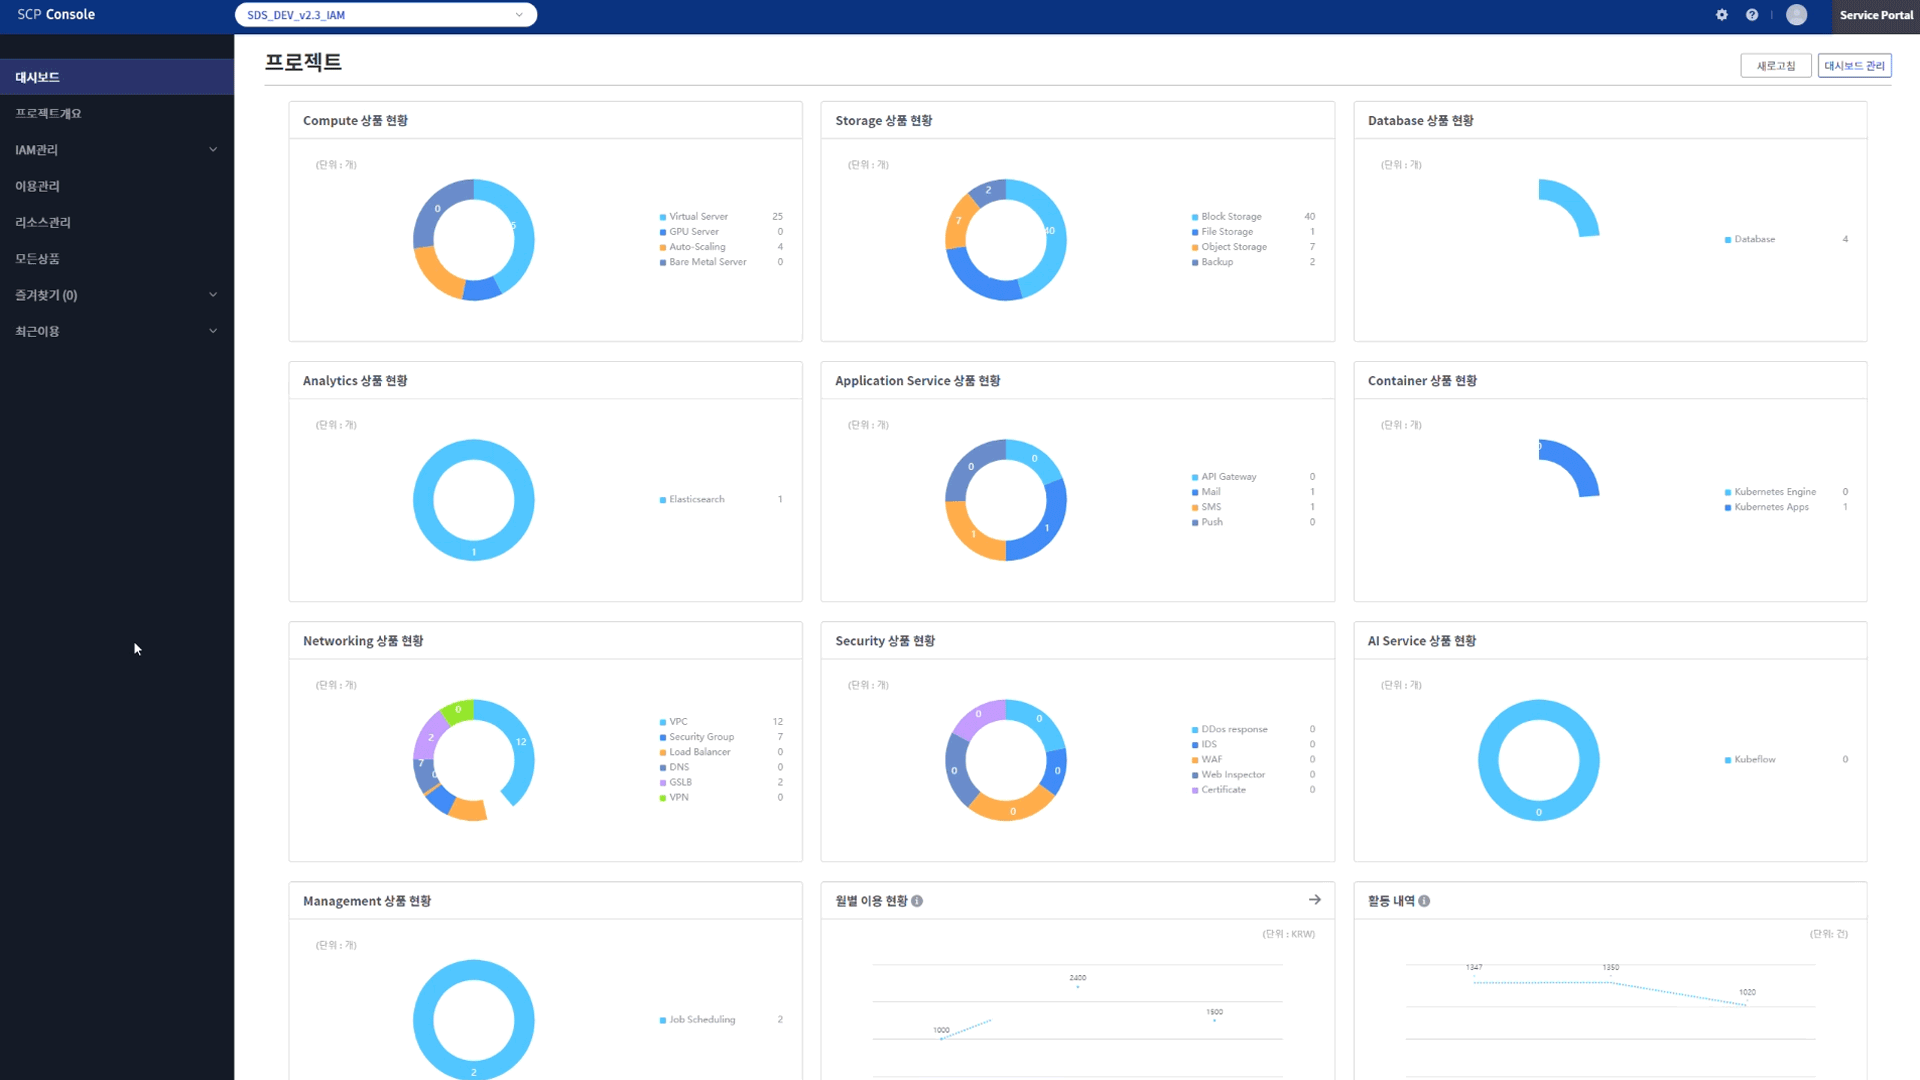 SCP Console
SDS_DEV_v2.3_IAM
Service Portal
대시보드
프로젝트개요
IAM관리
이용관리
리소스관리
모든상품
즐겨찾기 (0)
최근이용
프로젝트
새로고침
대시보드 관리
Compute 상품 현황
(단위 : 개)
0
Virtual Server 25
GPU Server 0
Auto-Scaling 4
Bare Metal Server 0
Storage 상품 현황
(단위 : 개)
2
7
40
Block Storage 40
File Storage 1
Object Storage 7
Backup 2
Database 상품 현황
(단위 : 개)
Database 4
Analytics 상품 현황
(단위 : 개)
1
Elasticsearch 1
Application Service 상품 현황
(단위 : 개)
0
0
1
1
API Gateway 0
Mail 1
SMS 1
Push 0
Container 상품 현황
(단위 : 개)
Kubernetes Engine 0
Kubernetes Apps 1
Networking 상품 현황
(단위 : 개)
0
2
12
7
0
VPC 12
Security Group 7
Load Balancer 0
DNS 0
GSLB 2
VPN 0
Security 상품 현황
(단위 : 개)
0
0
0
0
0
DDos response 0
IDS 0
WAF 0
Web Inspector 0
Certificate 0
AI Service 상품 현황
(단위 : 개)
0
Kubeflow 0
Management 상품 현황
(단위 : 개)
2
Job Scheduling 2
월별 이용 현황
(단위 : KRW)
2400
1500
1000
활동 내역
(단위: 건)
1347
1350
1020